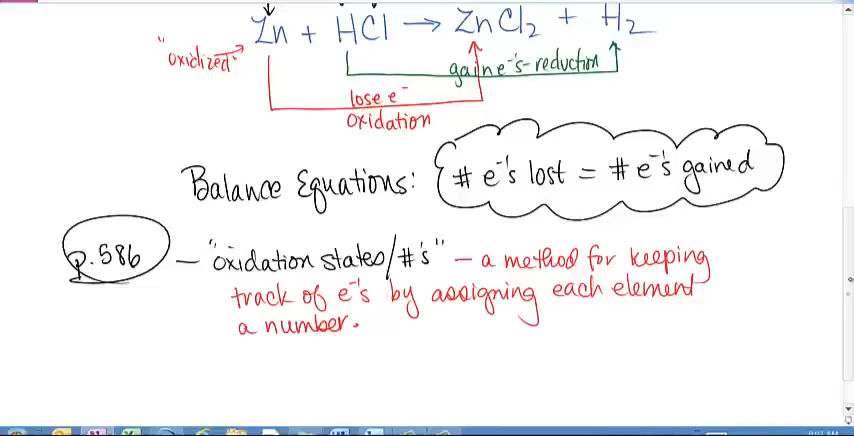 Zn + HCl → ZnCl2 + H2
"oxidized"
gain e⁻'s-reduction
lose e⁻
oxidation
Balance Equations: # e⁻'s lost = # e⁻'s gained
p.586 - "oxidation states/#'s" - a method for keeping
track of e⁻'s by assigning each element
a number.